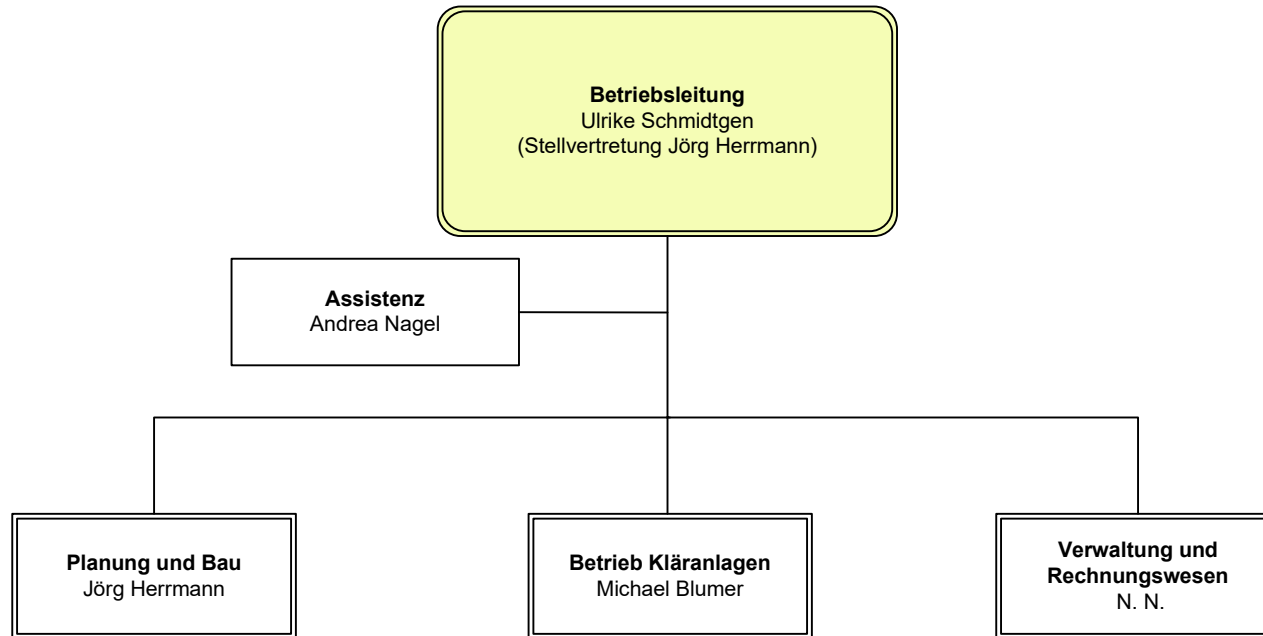 Betriebsleitung
Ulrike Schmidtgen
(Stellvertretung Jörg Herrmann)
Assistenz
Andrea Nagel
Planung und Bau
Jörg Herrmann
Betrieb Kläranlagen
Michael Blumer
Verwaltung und
Rechnungswesen
N. N.